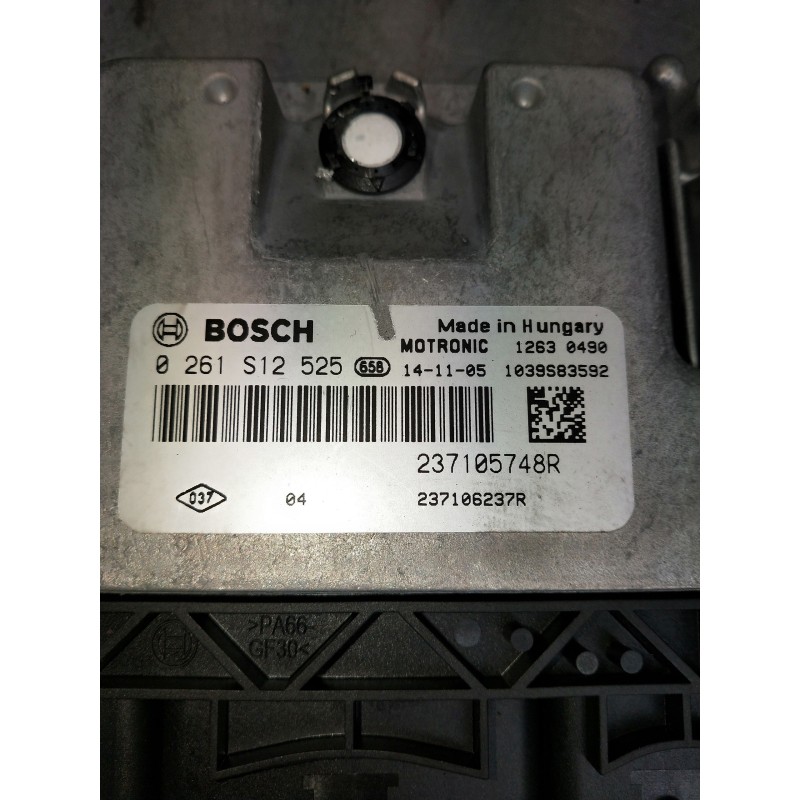 BOSCH
Made in Hungary
MOTRONIC 1263 0490
0 261 S12 525 658 14-11-05 1039S83592
237105748R
037 04 237106237R
>PA66-
GF30<